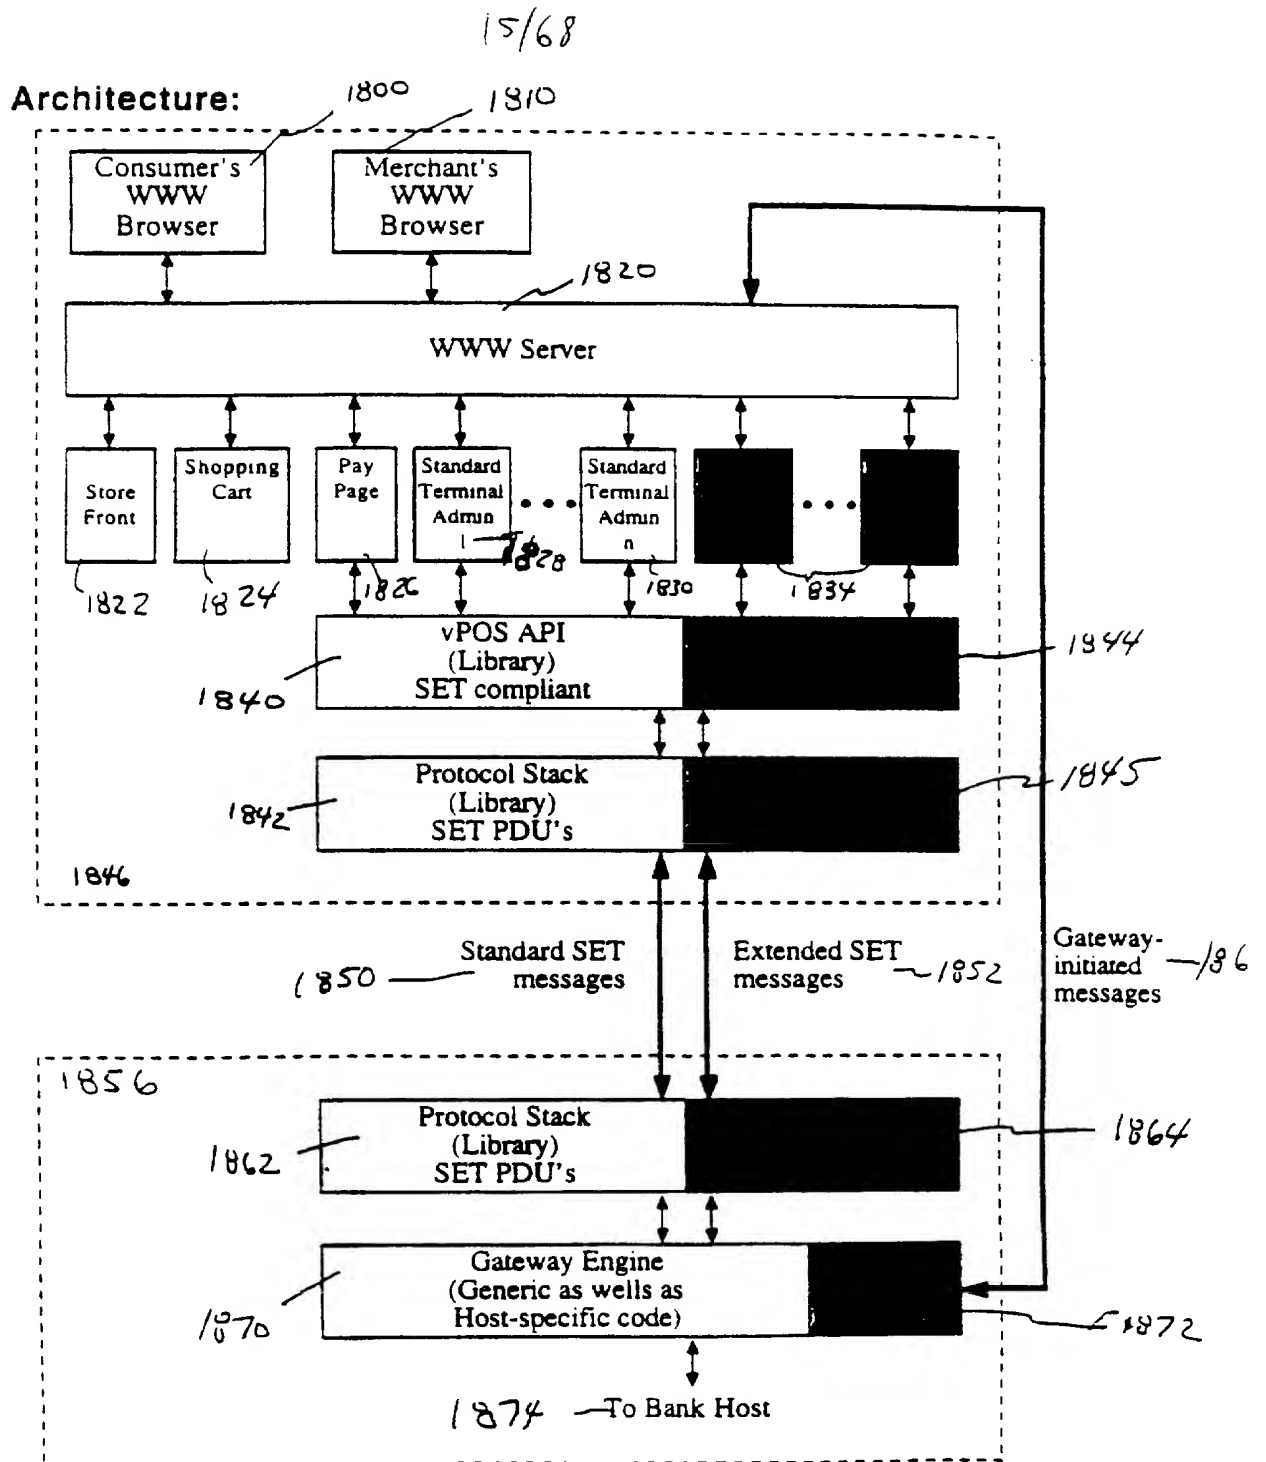 15/68
Architecture:
1800
1810
Consumer's
WWW
Browser
Merchant's
WWW
Browser
1820
WWW Server
Store
Front
Shopping
Cart
Pay
Page
Standard
Terminal
Admin
1
Standard
Terminal
Admin
n
1822
1824
1826
1828
1830
1834
vPOS API
(Library)
SET compliant
1840
1844
Protocol Stack
(Library)
SET PDU's
1842
1845
1846
Standard SET
messages
1850
Extended SET
messages
1852
Gateway-
initiated
messages
186
1856
Protocol Stack
(Library)
SET PDU's
1862
1864
Gateway Engine
(Generic as wells as
Host-specific code)
1870
1872
1874
To Bank Host